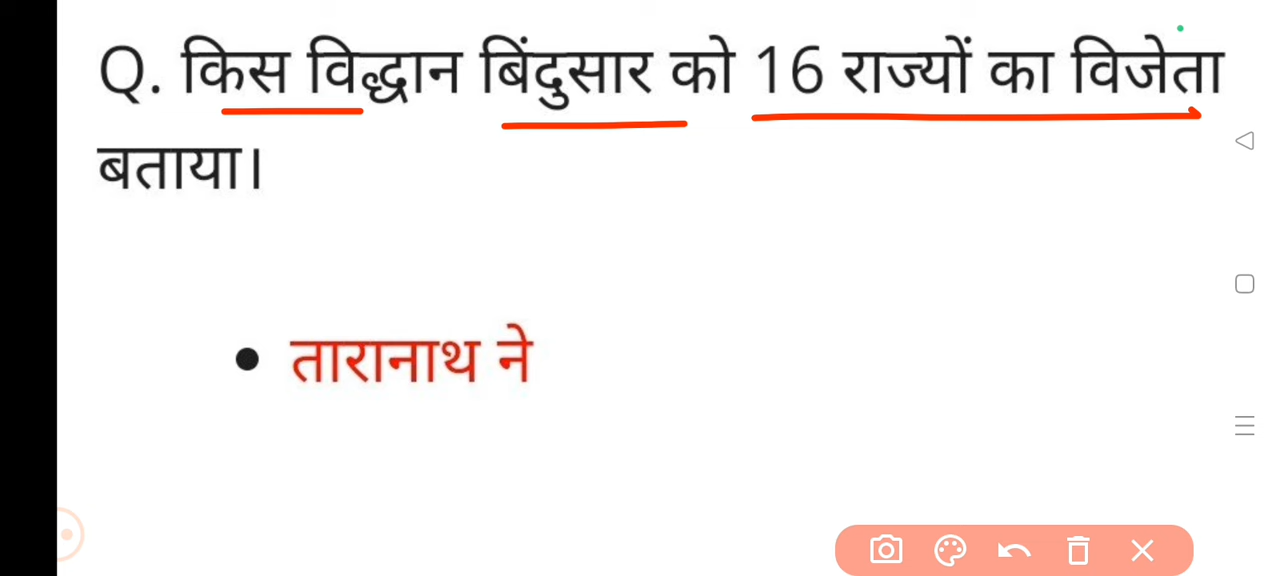 Q. किस विद्धान बिंदुसार को 16 राज्यों का विजेता
बताया।
• तारानाथ ने